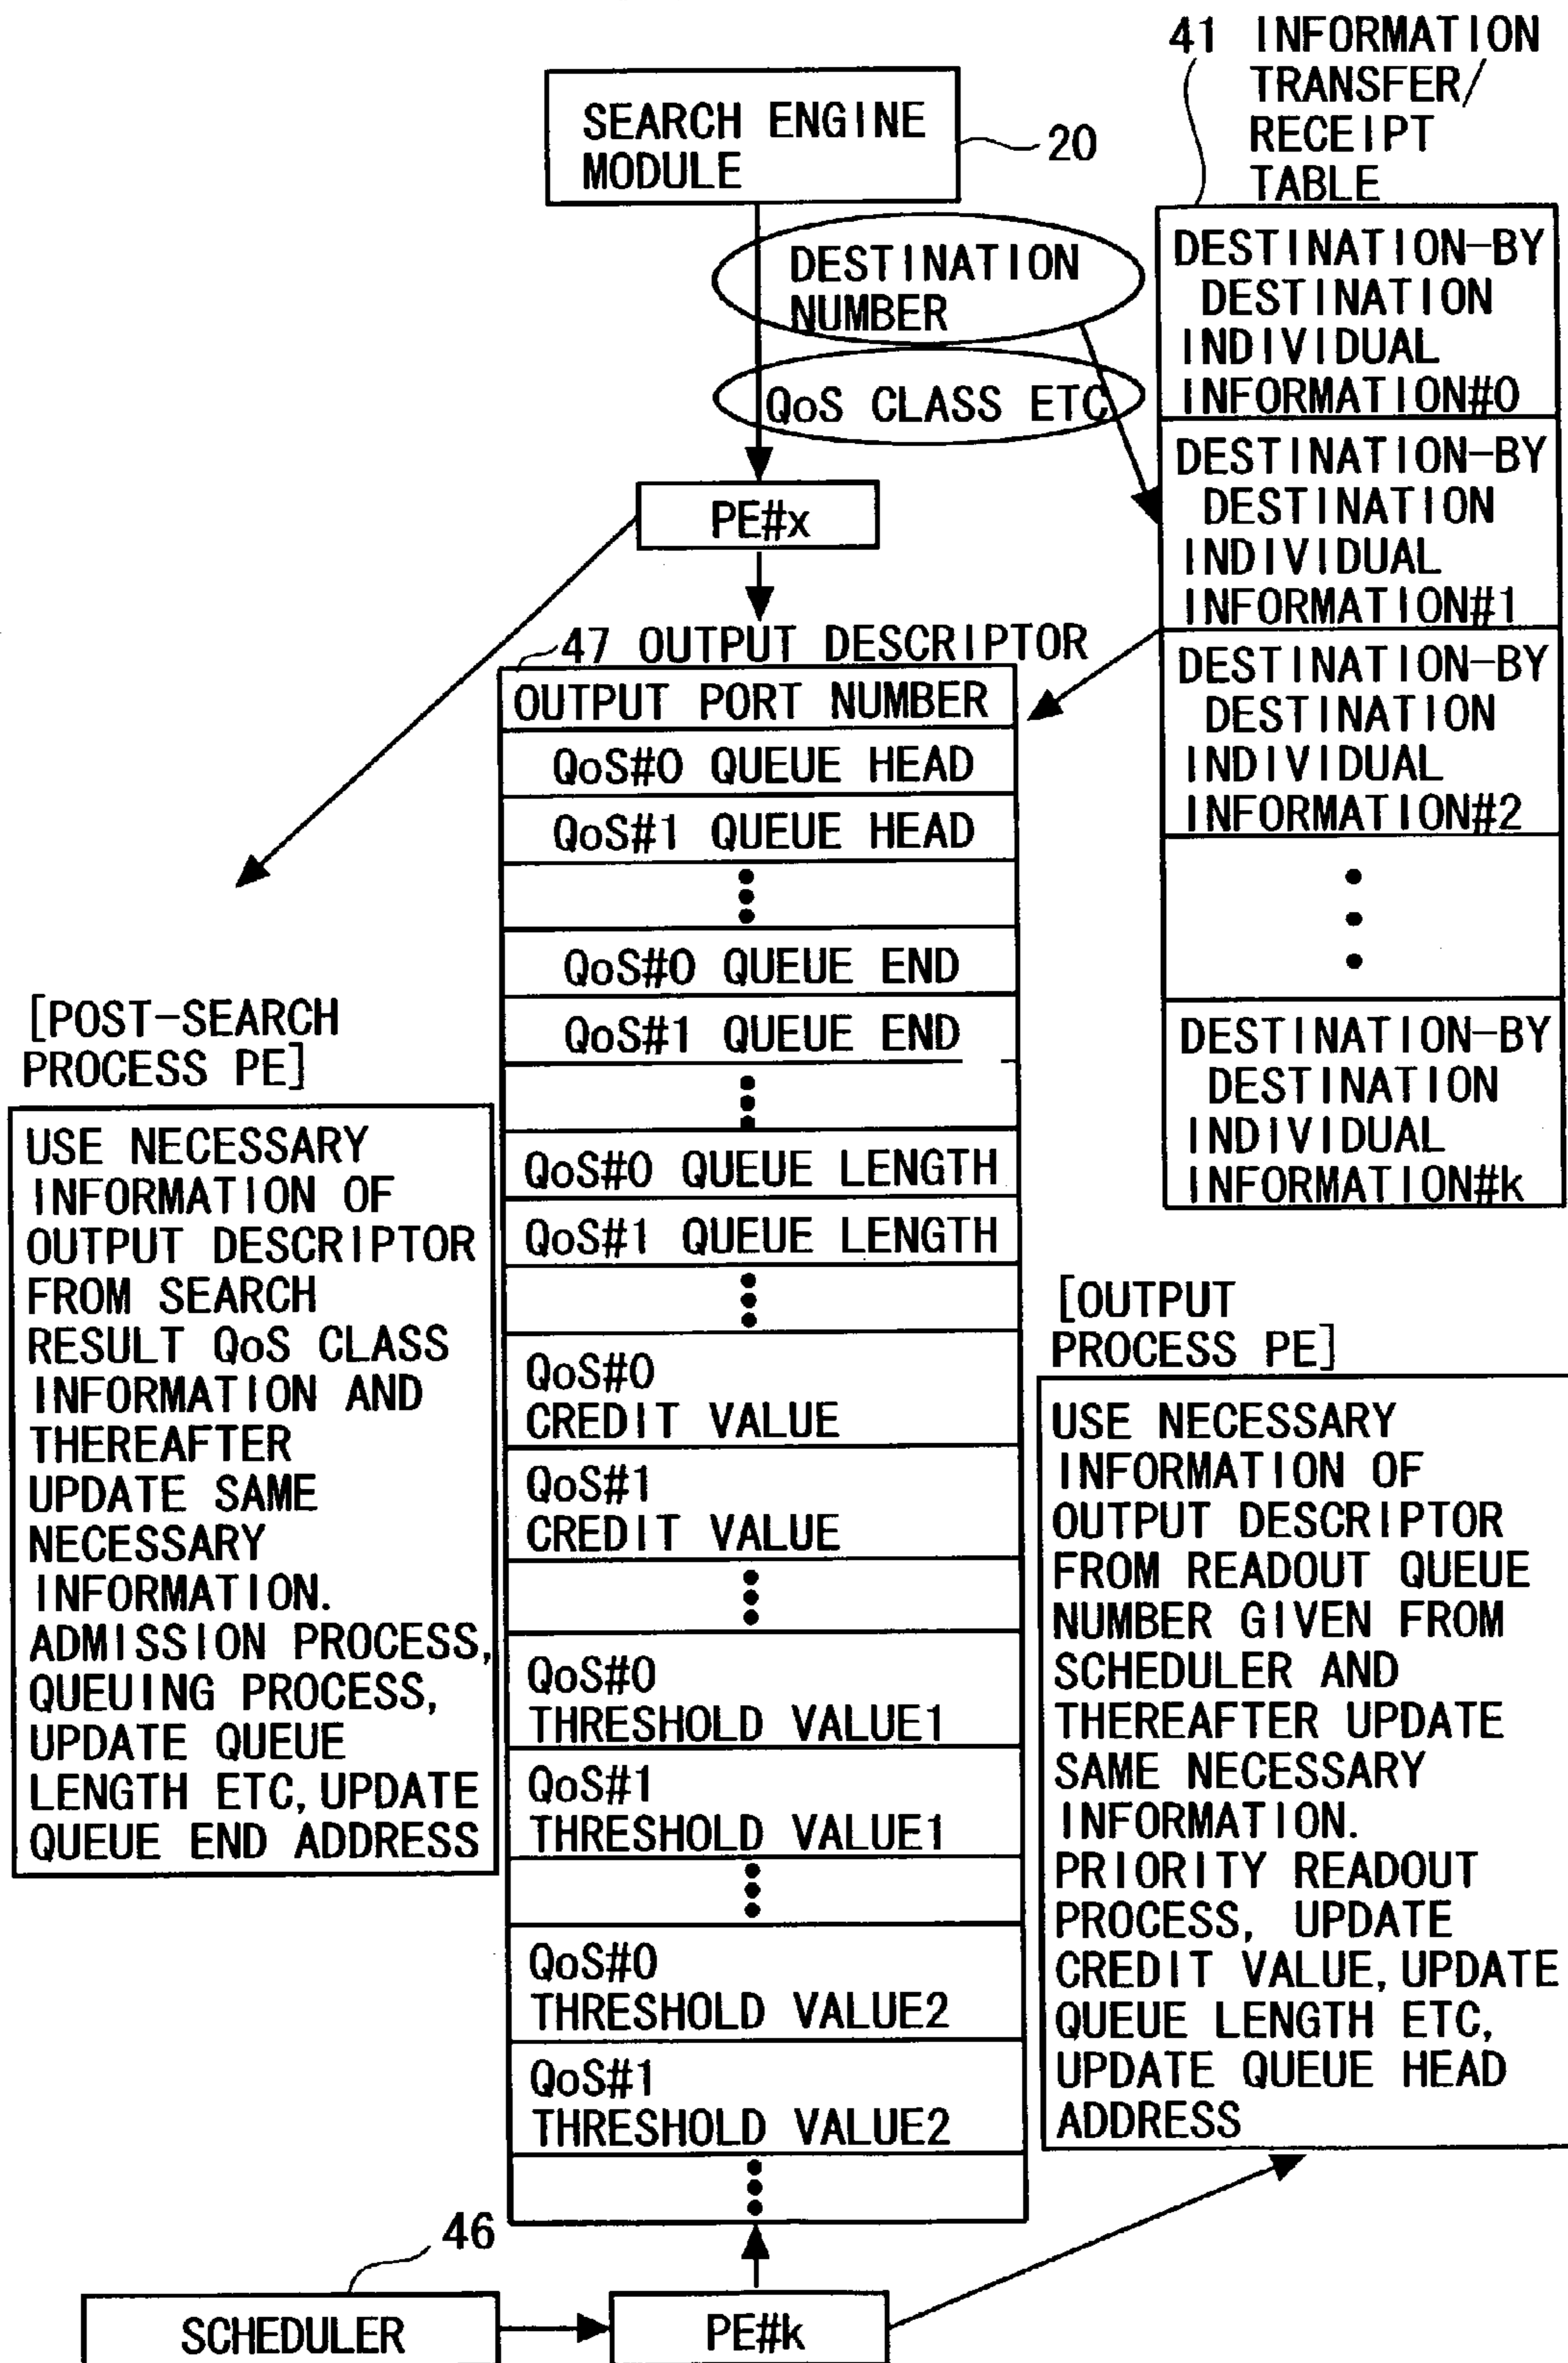 41 INFORMATION
TRANSFER/
RECEIPT
TABLE
SEARCH ENGINE
MODULE
20
DESTINATION
NUMBER
QoS CLASS ETC
PE#x
DESTINATION-BY
DESTINATION
INDIVIDUAL
INFORMATION#0
DESTINATION-BY
DESTINATION
INDIVIDUAL
INFORMATION#1
DESTINATION-BY
DESTINATION
INDIVIDUAL
INFORMATION#2
DESTINATION-BY
DESTINATION
INDIVIDUAL
INFORMATION#k
47 OUTPUT DESCRIPTOR
OUTPUT PORT NUMBER
QoS#0 QUEUE HEAD
QoS#1 QUEUE HEAD
QoS#0 QUEUE END
QoS#1 QUEUE END
QoS#0 QUEUE LENGTH
QoS#1 QUEUE LENGTH
QoS#0
CREDIT VALUE
QoS#1
CREDIT VALUE
QoS#0
THRESHOLD VALUE1
QoS#1
THRESHOLD VALUE1
QoS#0
THRESHOLD VALUE2
QoS#1
THRESHOLD VALUE2
[POST-SEARCH
PROCESS PE]
USE NECESSARY
INFORMATION OF
OUTPUT DESCRIPTOR
FROM SEARCH
RESULT QoS CLASS
INFORMATION AND
THEREAFTER
UPDATE SAME
NECESSARY
INFORMATION.
ADMISSION PROCESS,
QUEUING PROCESS,
UPDATE QUEUE
LENGTH ETC, UPDATE
QUEUE END ADDRESS
[OUTPUT
PROCESS PE]
USE NECESSARY
INFORMATION OF
OUTPUT DESCRIPTOR
FROM READOUT QUEUE
NUMBER GIVEN FROM
SCHEDULER AND
THEREAFTER UPDATE
SAME NECESSARY
INFORMATION.
PRIORITY READOUT
PROCESS, UPDATE
CREDIT VALUE, UPDATE
QUEUE LENGTH ETC,
UPDATE QUEUE HEAD
ADDRESS
46
SCHEDULER
PE#k